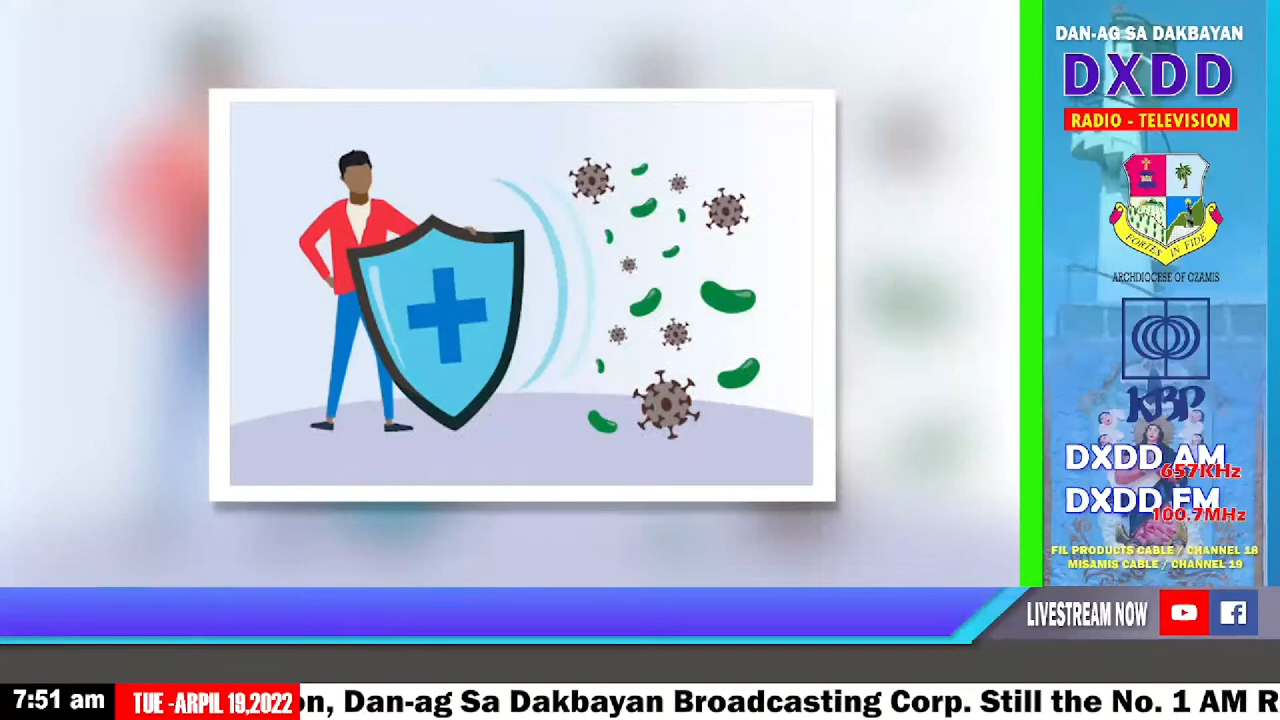 DAN-AG SA DAKBAYAN
DXDD
RADIO - TELEVISION
FORTES IN FIDE
ARCHDIOCESE OF OZAMIS
KBP
DXDD AM
657KHz
DXDD FM
100.7MHz
FIL PRODUCTS CABLE / CHANNEL 18
MISAMIS CABLE / CHANNEL 19
LIVESTREAM NOW
7:51 am
TUE -ARPIL 19,2022
on, Dan-ag Sa Dakbayan Broadcasting Corp. Still the No. 1 AM R